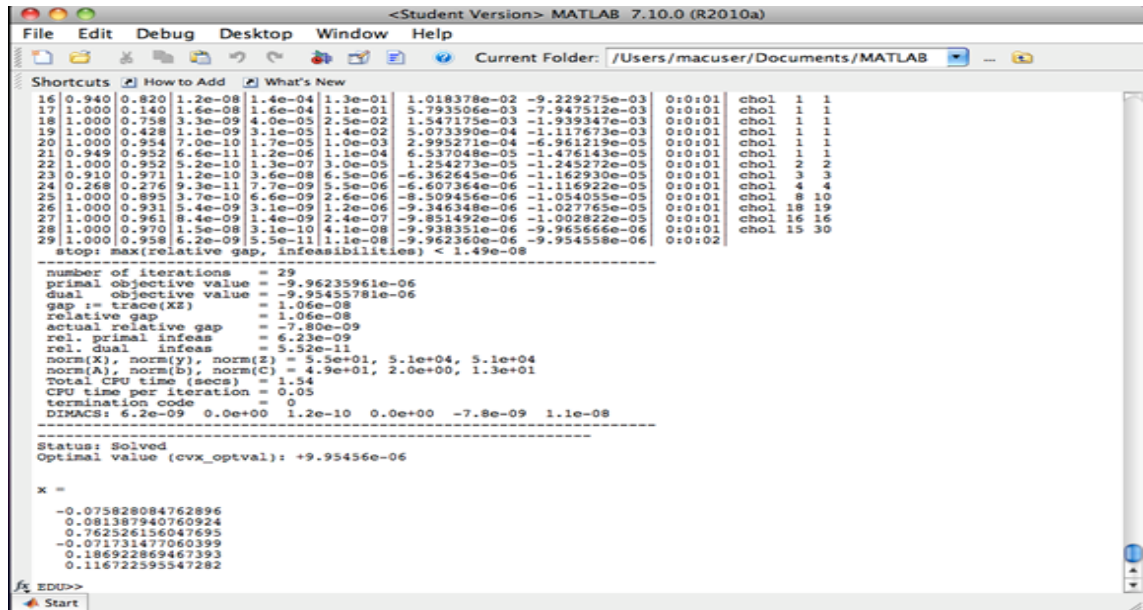 <Student Version> MATLAB 7.10.0 (R2010a)
File Edit Debug Desktop Window Help
Current Folder: /Users/macuser/Documents/MATLAB
Shortcuts How to Add What's New
16|0.940|0.820|1.2e-08|1.4e-04|1.3e-01| 1.018378e-02 -9.229275e-03| 0:0:01| chol 1 1
17|1.000|0.140|1.6e-08|1.6e-04|1.1e-01| 5.793506e-03 -7.947512e-03| 0:0:01| chol 1 1
18|1.000|0.758|3.3e-09|4.0e-05|2.5e-02| 1.547175e-03 -1.939347e-03| 0:0:01| chol 1 1
19|1.000|0.428|1.1e-09|3.1e-05|1.4e-02| 5.073390e-04 -1.117673e-03| 0:0:01| chol 1 1
20|1.000|0.954|7.0e-10|1.7e-05|1.0e-03| 2.995271e-04 -6.961219e-05| 0:0:01| chol 1 1
21|0.949|0.952|6.6e-11|1.2e-06|1.1e-04| 6.537048e-05 -1.476143e-05| 0:0:01| chol 1 1
22|1.000|0.952|5.2e-10|1.3e-07|3.0e-05| 1.254273e-05 -1.245272e-05| 0:0:01| chol 2 2
23|0.910|0.971|1.2e-10|3.6e-08|6.5e-06|-6.362645e-06 -1.162930e-05| 0:0:01| chol 3 3
24|0.268|0.276|9.3e-11|7.7e-09|5.5e-06|-6.607364e-06 -1.116922e-05| 0:0:01| chol 4 4
25|1.000|0.895|3.7e-10|6.6e-09|2.6e-06|-8.509456e-06 -1.054055e-05| 0:0:01| chol 8 10
26|1.000|0.931|5.4e-09|3.1e-09|1.2e-06|-9.346348e-06 -1.027765e-05| 0:0:01| chol 18 19
27|1.000|0.961|8.4e-09|1.4e-09|2.4e-07|-9.851492e-06 -1.002822e-05| 0:0:01| chol 16 16
28|1.000|0.970|1.5e-08|3.1e-10|4.1e-08|-9.938351e-06 -9.965666e-06| 0:0:01| chol 15 30
29|1.000|0.958|6.2e-09|5.5e-11|1.1e-08|-9.962360e-06 -9.954558e-06| 0:0:02|
stop: max(relative gap, infeasibilities) < 1.49e-08
-------------------------------------------------------------------
number of iterations = 29
primal objective value = -9.96235961e-06
dual objective value = -9.95455781e-06
gap := trace(XZ) = 1.06e-08
relative gap = 1.06e-08
actual relative gap = -7.80e-09
rel. primal infeas = 6.23e-09
rel. dual infeas = 5.52e-11
norm(X), norm(y), norm(Z) = 5.5e+01, 5.1e+04, 5.1e+04
norm(A), norm(b), norm(C) = 4.9e+01, 2.0e+00, 1.3e+01
Total CPU time (secs) = 1.54
CPU time per iteration = 0.05
termination code = 0
DIMACS: 6.2e-09 0.0e+00 1.2e-10 0.0e+00 -7.8e-09 1.1e-08
-------------------------------------------------------------------
------------------------------------------------------------
Status: Solved
Optimal value (cvx_optval): +9.95456e-06
x =
-0.075828084762896
0.081387940760924
0.762526156047695
-0.071731477060399
0.186922869467393
0.116722595547282
fx EDU>>
Start